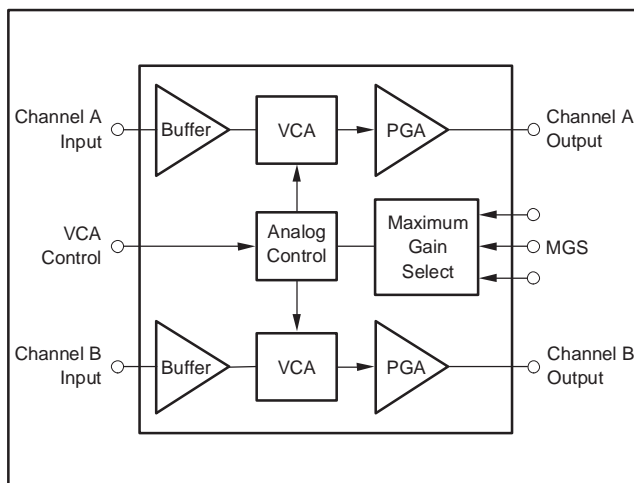 Channel A
Input
Buffer
VCA
PGA
Channel A
Output
VCA
Control
Analog
Control
Maximum
Gain
Select
MGS
Channel B
Input
Buffer
VCA
PGA
Channel B
Output